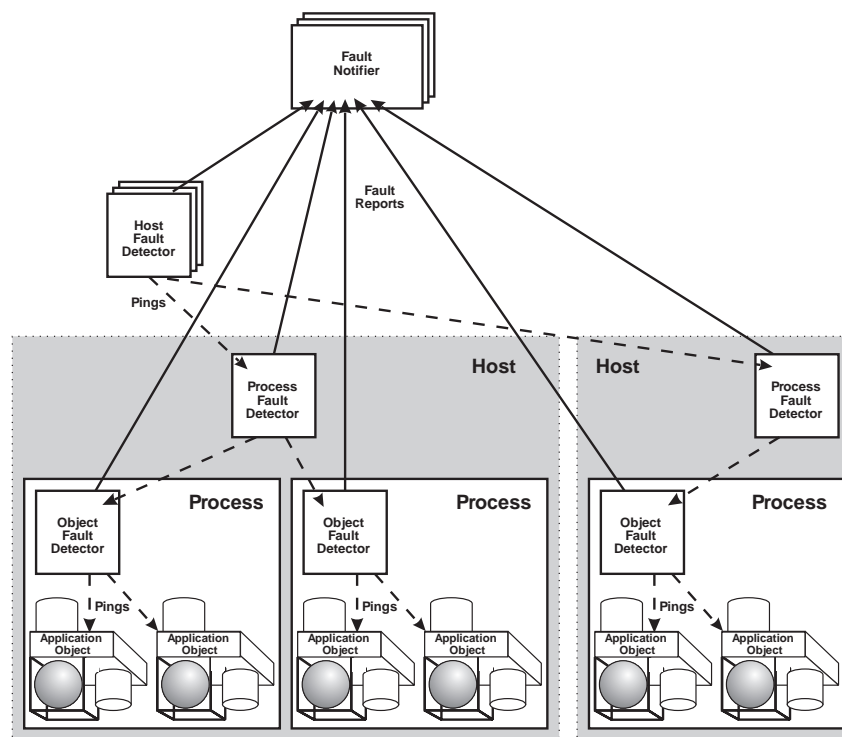 Fault
Notifier
Fault
Reports
Host
Fault
Detector
Pings
Host
Host
Process
Fault
Detector
Process
Fault
Detector
Process
Process
Process
Object
Fault
Detector
Object
Fault
Detector
Object
Fault
Detector
Pings
Pings
Pings
Application
Object
Application
Object
Application
Object
Application
Object
Application
Object
Application
Object